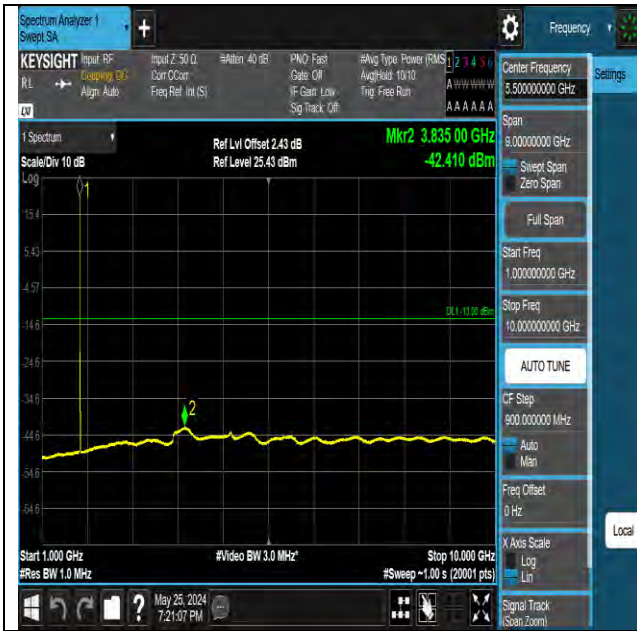 Spectrum Analyzer 1
Swept SA
+
Frequency
KEYSIGHT
RL
LXI
Input: RF
Coupling: DC
Align: Auto
Input Z: 50 Ω
Corr CCorr
Freq Ref: Int (S)
#Atten: 40 dB
PNO: Fast
Gate: Off
IF Gain: Low
Sig Track: Off
#Avg Type: Power (RMS
Avg|Hold: 10/10
Trig: Free Run
1 2 3 4 5 6
A W W W W W
A A A A A A
Center Frequency
5.500000000 GHz
Settings
1 Spectrum
Scale/Div 10 dB
Ref Lvl Offset 2.43 dB
Ref Level 25.43 dBm
Mkr2 3.835 00 GHz
-42.410 dBm
Span
9.00000000 GHz
Swept Span
Zero Span
Full Span
Start Freq
1.000000000 GHz
Stop Freq
10.000000000 GHz
AUTO TUNE
CF Step
900.000000 MHz
Auto
Man
Freq Offset
0 Hz
X Axis Scale
Log
Lin
Local
Signal Track
(Span Zoom)
Log
1
15.4
5.43
-4.57
DL1 -13.00 dBm
-14.6
-24.6
-34.6
2
-44.6
-54.6
-64.6
Start 1.000 GHz
#Video BW 3.0 MHz*
Stop 10.000 GHz
#Res BW 1.0 MHz
#Sweep ~1.00 s (20001 pts)
?
May 25, 2024
7:21:07 PM